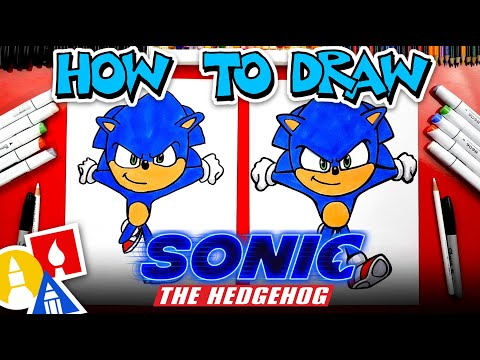 HOW TO DRAW
SONIC
THE HEDGEHOG